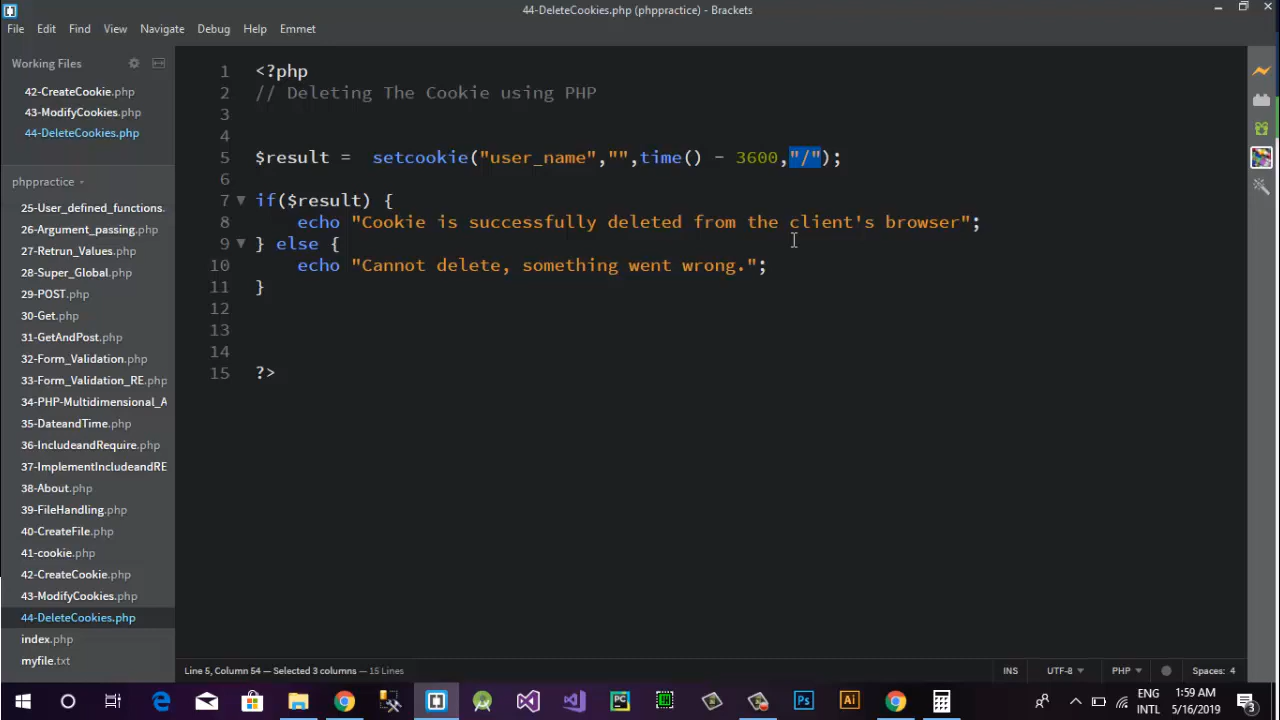 44-DeleteCookies.php (phppractice) - Brackets
File Edit Find View Navigate Debug Help Emmet
Working Files
42-CreateCookie.php
43-ModifyCookies.php
44-DeleteCookies.php
phppractice
25-User_defined_functions.
26-Argument_passing.php
27-Retrun_Values.php
28-Super_Global.php
29-POST.php
30-Get.php
31-GetAndPost.php
32-Form_Validation.php
33-Form_Validation_RE.php
34-PHP-Multidimensional_A
35-DateandTime.php
36-IncludeandRequire.php
37-ImplementIncludeandRE
38-About.php
39-FileHandling.php
40-CreateFile.php
41-cookie.php
42-CreateCookie.php
43-ModifyCookies.php
44-DeleteCookies.php
index.php
myfile.txt
1 <?php
2 // Deleting The Cookie using PHP
3
4
5 $result =  setcookie("user_name","",time() - 3600,"/");
6
7 if($result) {
8     echo "Cookie is successfully deleted from the client's browser";
9 } else {
10     echo "Cannot delete, something went wrong.";
11 }
12
13
14
15 ?>
Line 5, Column 54 — Selected 3 columns — 15 Lines
INS UTF-8 PHP Spaces: 4
ENG 1:59 AM
INTL 5/16/2019
3